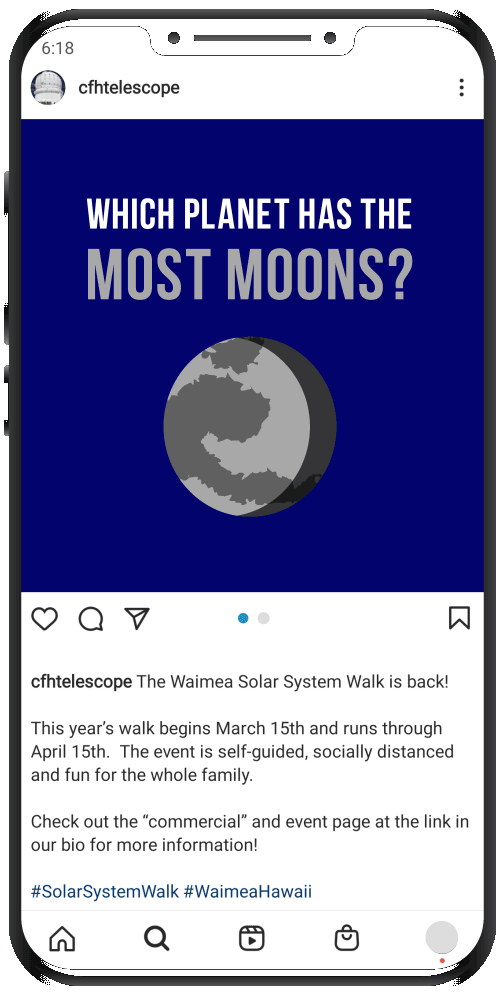 6:18
cfhtelescope
WHICH PLANET HAS THE
MOST MOONS?
cfhtelescope The Waimea Solar System Walk is back!
This year’s walk begins March 15th and runs through
April 15th.  The event is self-guided, socially distanced
and fun for the whole family.
Check out the “commercial” and event page at the link in
our bio for more information!
#SolarSystemWalk #WaimeaHawaii